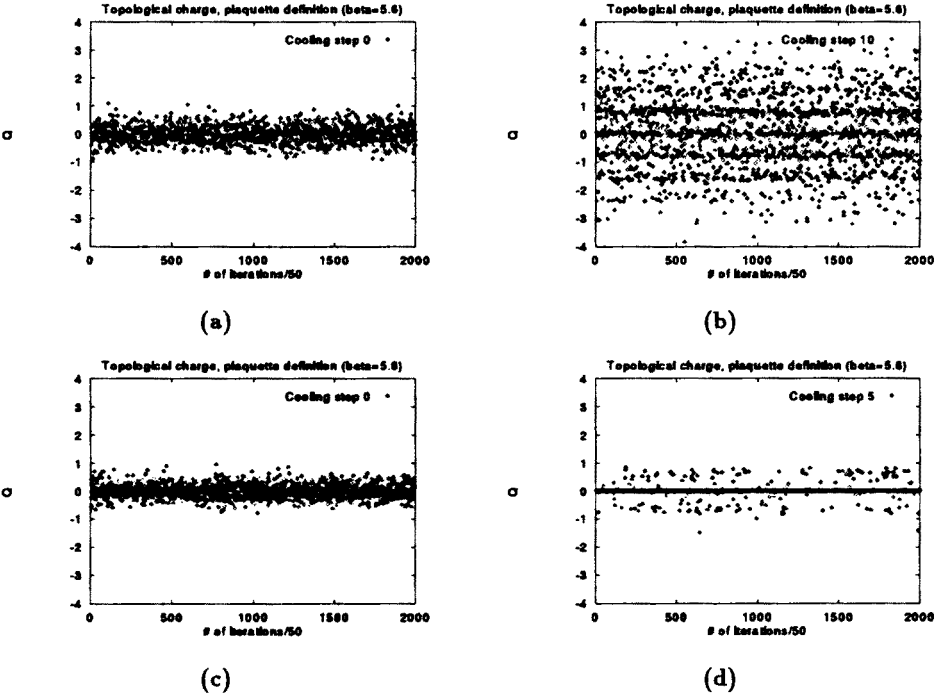 Topological charge, plaquette definition (beta=5.6)
Cooling step 0
4
3
2
1
0
-1
-2
-3
-4
Q
0
500
1000
1500
2000
# of iterations/50
(a)
Topological charge, plaquette definition (beta=5.6)
Cooling step 10
4
3
2
1
0
-1
-2
-3
-4
Q
0
500
1000
1500
2000
# of iterations/50
(b)
Topological charge, plaquette definition (beta=5.6)
Cooling step 0
4
3
2
1
0
-1
-2
-3
-4
Q
0
500
1000
1500
2000
# of iterations/50
(c)
Topological charge, plaquette definition (beta=5.6)
Cooling step 5
4
3
2
1
0
-1
-2
-3
-4
Q
0
500
1000
1500
2000
# of iterations/50
(d)